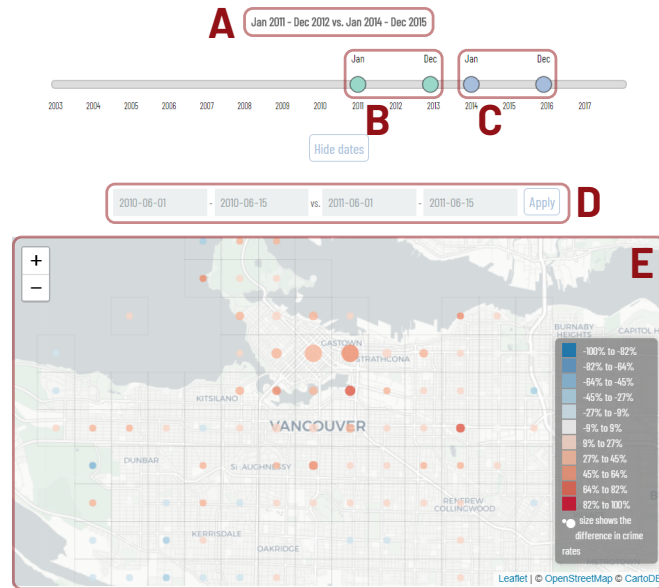 A
Jan 2011 - Dec 2012 vs. Jan 2014 - Dec 2015
Jan Dec Jan Dec
2003 2004 2005 2006 2007 2008 2009 2010 2011 2012 2013 2014 2015 2016 2017
B C
Hide dates
2010-06-01 - 2010-06-15 vs. 2011-06-01 - 2011-06-15 Apply
D
E
+
−
GASTOWN
STRATHCONA
BURNABY
HEIGHTS
CAPITOL H
KITSILANO
VANCOUVER
DUNBAR
RENFREW
COLLINGWOOD
KERRISDALE
OAKRIDGE
-100% to -82%
-82% to -64%
-64% to -45%
-45% to -27%
-27% to -9%
-9% to 9%
9% to 27%
27% to 45%
45% to 64%
64% to 82%
82% to 100%
size shows the
difference in crime
rates
Leaflet | © OpenStreetMap ©